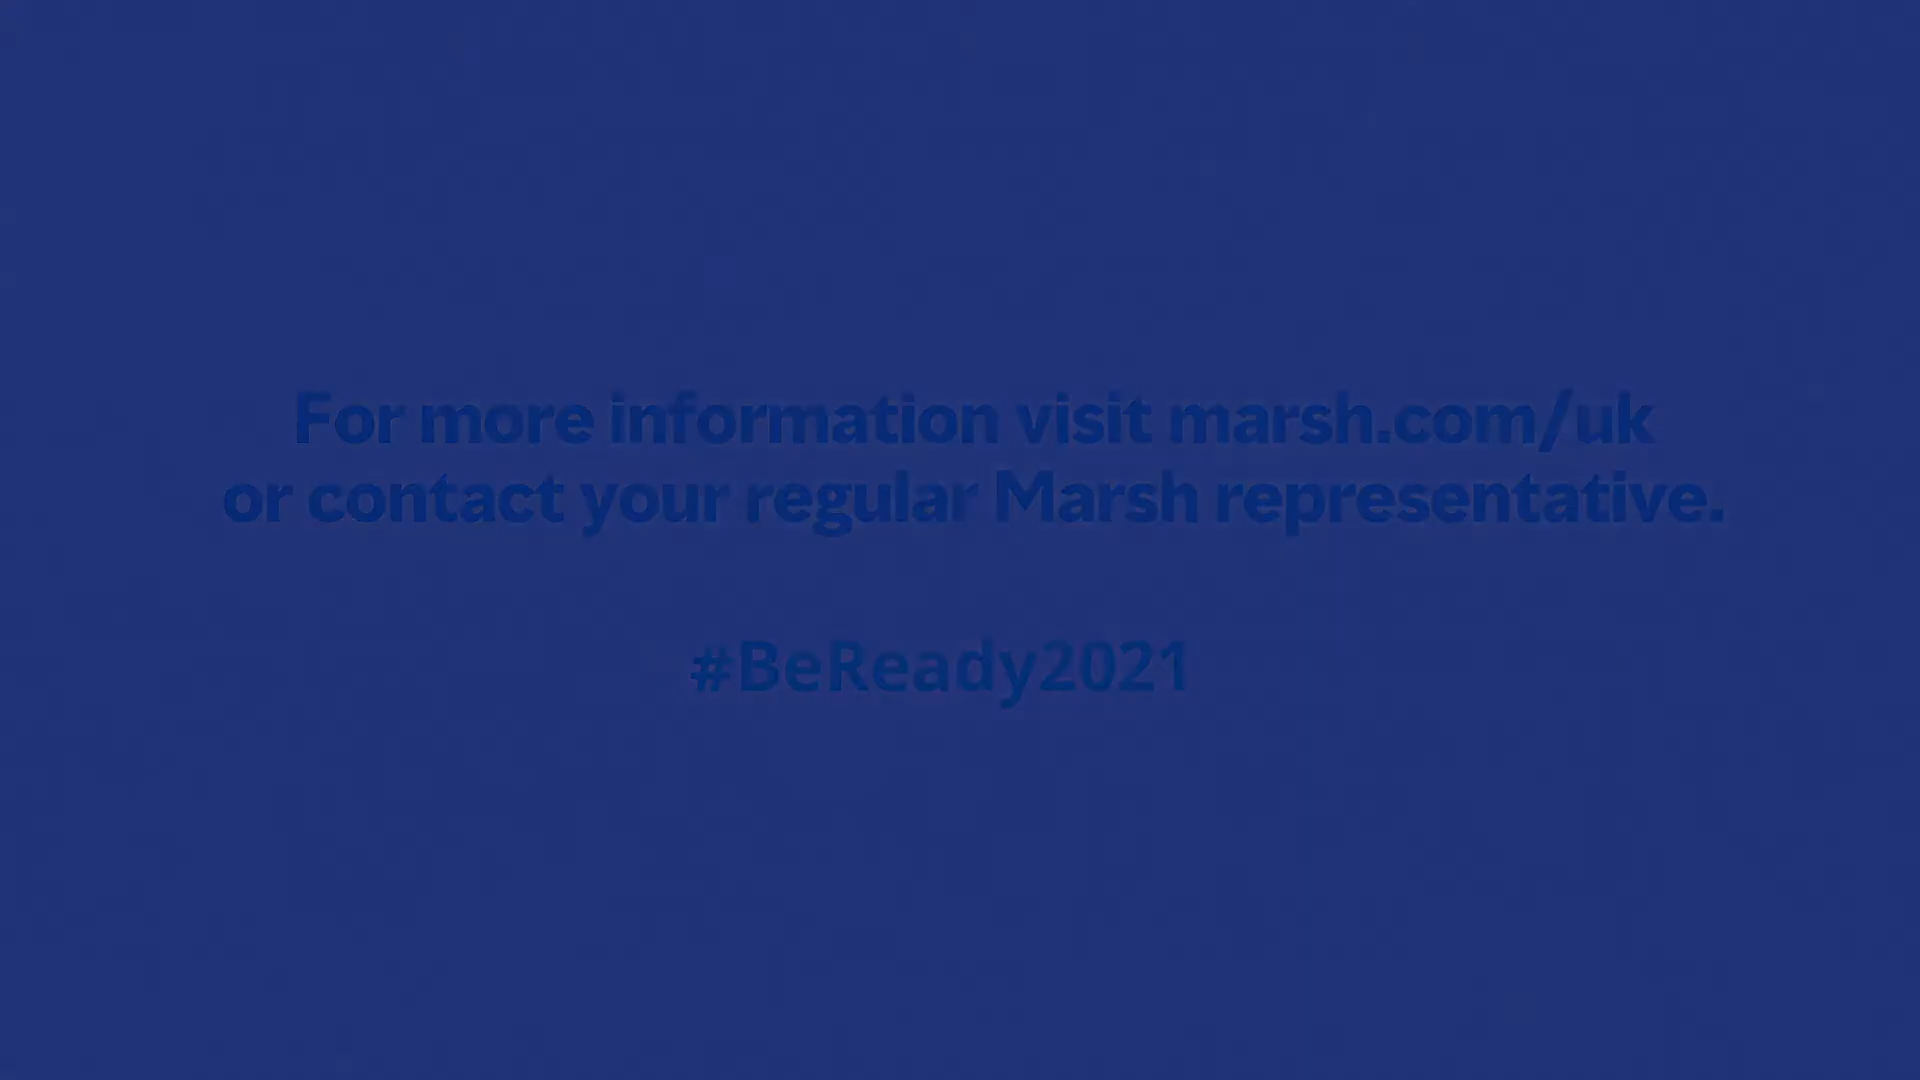 For more information visit marsh.com/uk
or contact your regular Marsh representative.
#BeReady2021